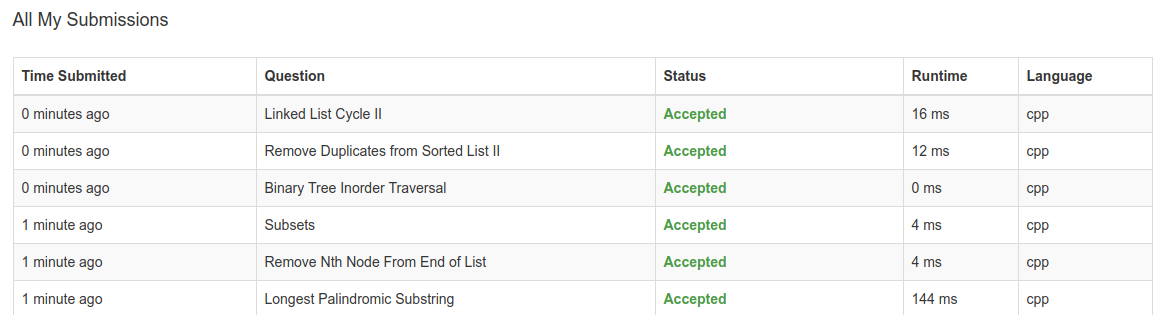 All My Submissions
Time Submitted Question Status Runtime Language
0 minutes ago Linked List Cycle II Accepted 16 ms cpp
0 minutes ago Remove Duplicates from Sorted List II Accepted 12 ms cpp
0 minutes ago Binary Tree Inorder Traversal Accepted 0 ms cpp
1 minute ago Subsets Accepted 4 ms cpp
1 minute ago Remove Nth Node From End of List Accepted 4 ms cpp
1 minute ago Longest Palindromic Substring Accepted 144 ms cpp